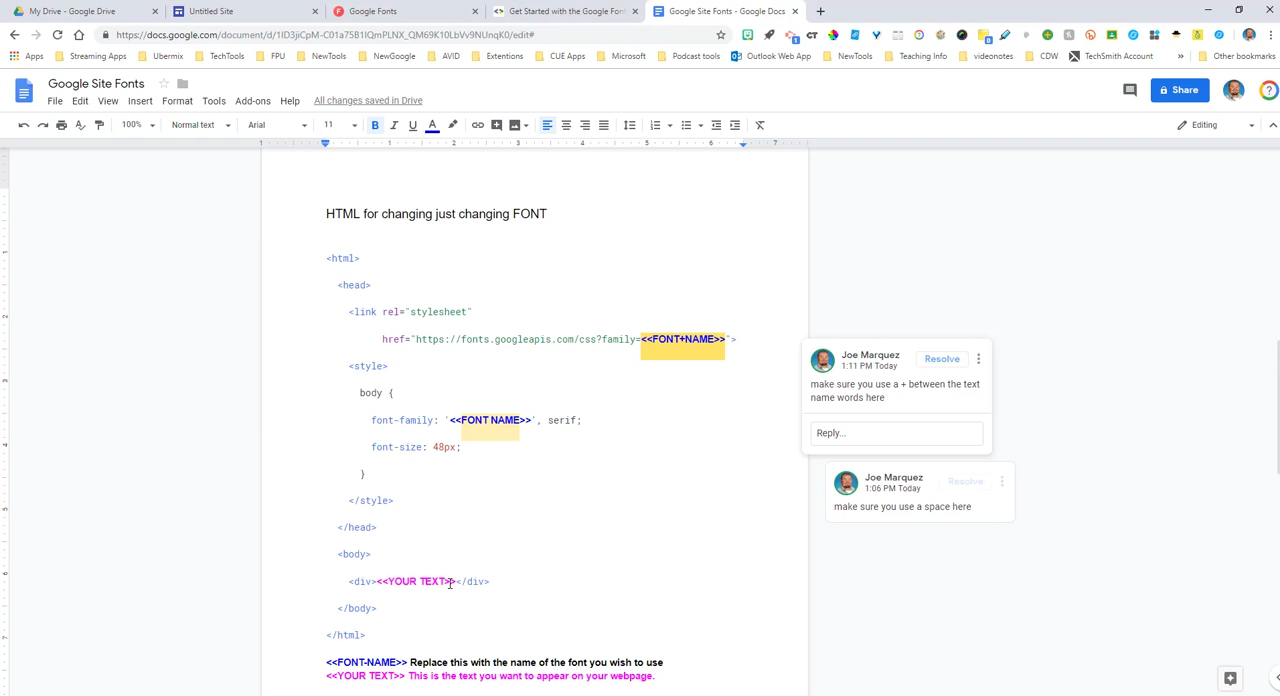 My Drive - Google Drive
Untitled Site
Google Fonts
Get Started with the Google Font
Google Site Fonts - Google Docs
https://docs.google.com/document/d/1ID3jiCpM-C01a75B1IQmPLNX_QM69K10LbVv9NUnqK0/edit#
Apps Streaming Apps Ubermix TechTools FPU NewTools NewGoogle AVID Extentions CUE Apps Microsoft Podcast tools Outlook Web App NewTools Teaching Info videonotes CDW TechSmith Account » Other bookmarks
Google Site Fonts
File Edit View Insert Format Tools Add-ons Help All changes saved in Drive
Share
100% Normal text Arial 11 B I U A Editing
HTML for changing just changing FONT
<html>
<head>
<link rel="stylesheet"
href="https://fonts.googleapis.com/css?family=<<FONT+NAME>>">
<style>
body {
font-family: '<<FONT NAME>>', serif;
font-size: 48px;
}
</style>
</head>
<body>
<div><<YOUR TEXT>></div>
</body>
</html>
<<FONT-NAME>> Replace this with the name of the font you wish to use
<<YOUR TEXT>> This is the text you want to appear on your webpage.
Joe Marquez
1:11 PM Today
Resolve
make sure you use a + between the text
name words here
Reply...
Joe Marquez
1:06 PM Today
Resolve
make sure you use a space here